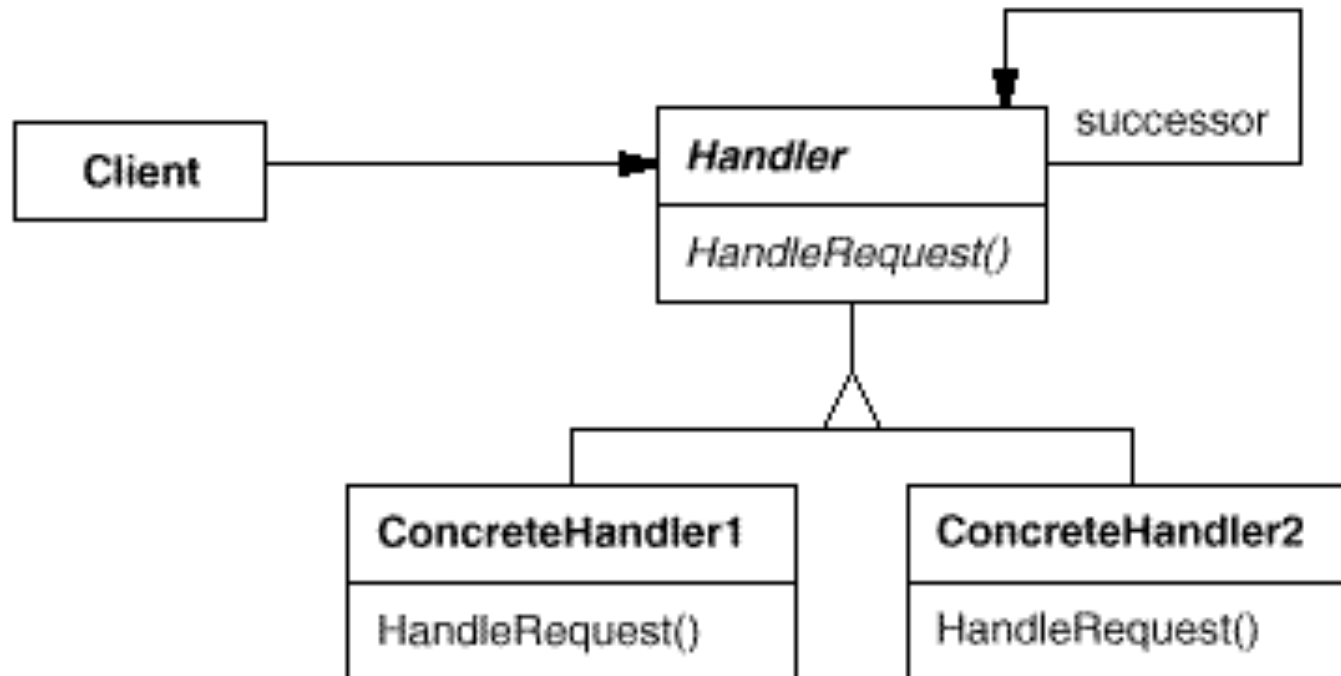 successor
Client
Handler
HandleRequest()
ConcreteHandler1
ConcreteHandler2
HandleRequest()
HandleRequest()